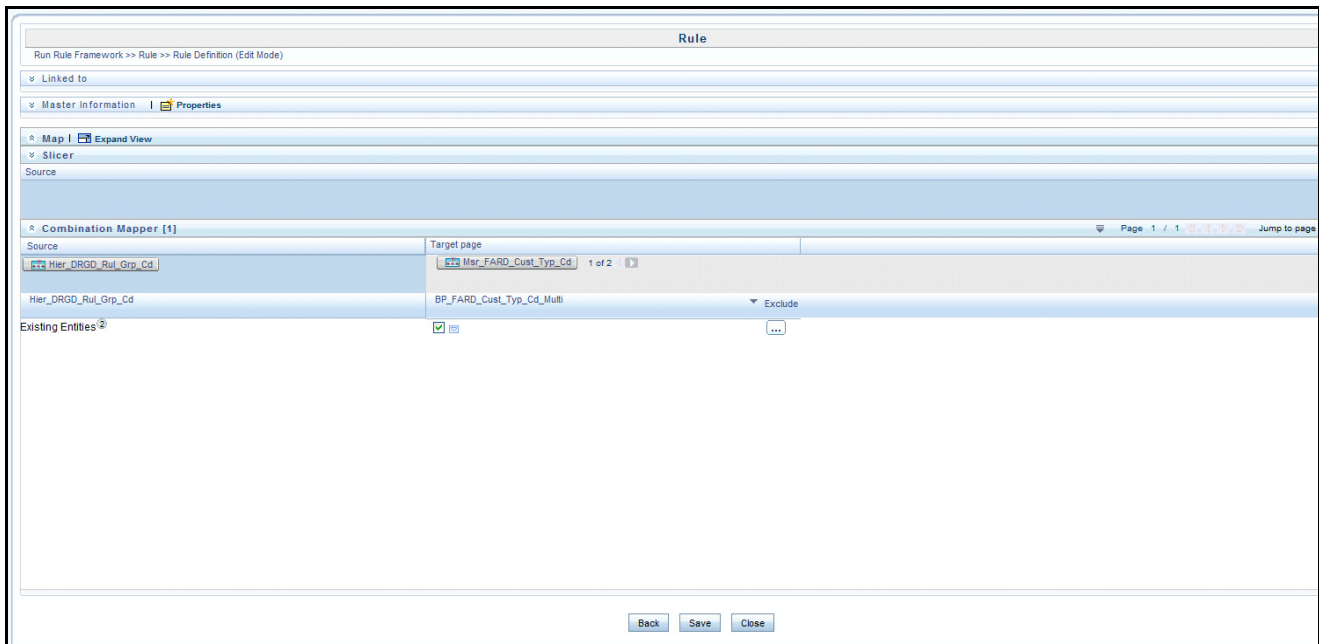 Rule
Run Rule Framework >> Rule >> Rule Definition (Edit Mode)
Linked to
Master Information | Properties
Map | Expand View
Slicer
Source
Combination Mapper [1] Page 1 / 1 Jump to page
Source Target page
Hier_DRGD_Rul_Grp_Cd Msr_FARD_Cust_Typ_Cd 1 of 2
Hier_DRGD_Rul_Grp_Cd BP_FARD_Cust_Typ_Cd_Multi Exclude
Existing Entities 2 ...
Back Save Close